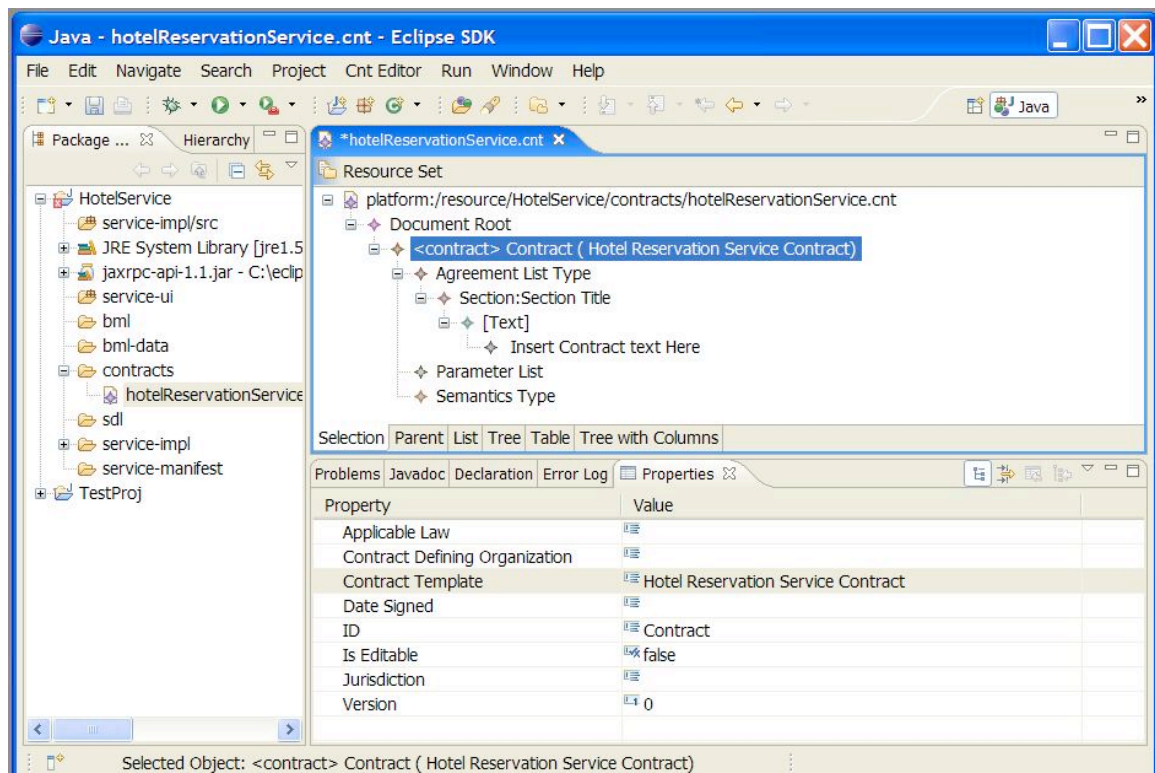 Java - hotelReservationService.cnt - Eclipse SDK
File Edit Navigate Search Project Cnt Editor Run Window Help
Java
Package ... Hierarchy
*hotelReservationService.cnt
Resource Set
HotelService
service-impl/src
JRE System Library [jre1.5
jaxrpc-api-1.1.jar - C:\eclip
service-ui
bml
bml-data
contracts
hotelReservationService
sdl
service-impl
service-manifest
TestProj
platform:/resource/HotelService/contracts/hotelReservationService.cnt
Document Root
<contract> Contract ( Hotel Reservation Service Contract)
Agreement List Type
Section:Section Title
[Text]
Insert Contract text Here
Parameter List
Semantics Type
Selection Parent List Tree Table Tree with Columns
Problems Javadoc Declaration Error Log Properties
Property Value
Applicable Law
Contract Defining Organization
Contract Template Hotel Reservation Service Contract
Date Signed
ID Contract
Is Editable false
Jurisdiction
Version 0
Selected Object: <contract> Contract ( Hotel Reservation Service Contract)